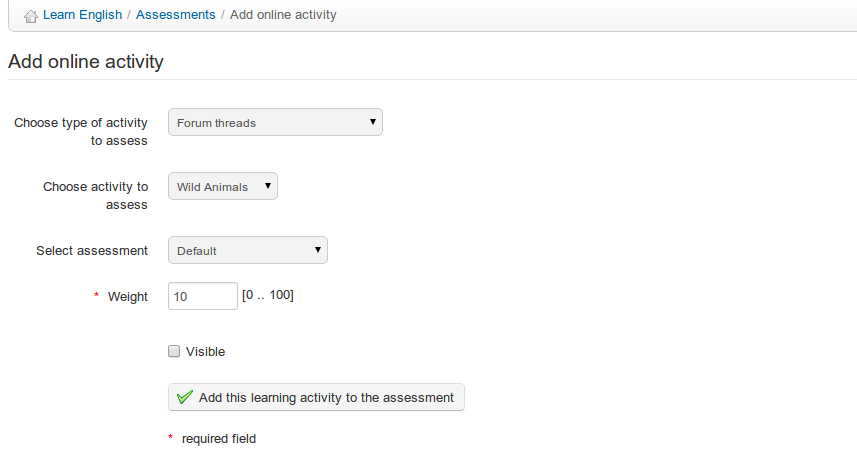 Learn English / Assessments / Add online activity
Add online activity
Choose type of activity
to assess
Forum threads
Choose activity to
assess
Wild Animals
Select assessment
Default
* Weight
10
[0 .. 100]
Visible
Add this learning activity to the assessment
* required field